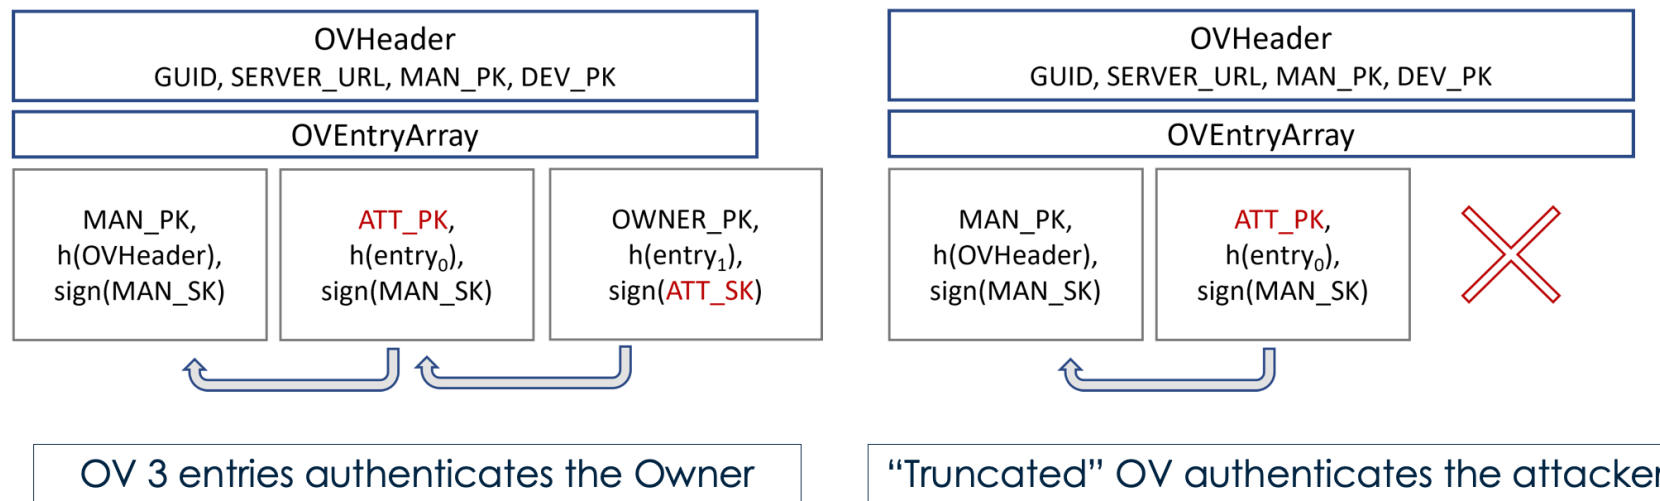 OVHeader
GUID, SERVER_URL, MAN_PK, DEV_PK
OVEntryArray
MAN_PK,
h(OVHeader),
sign(MAN_SK)
ATT_PK,
h(entry₀),
sign(MAN_SK)
OWNER_PK,
h(entry₁),
sign(ATT_SK)
OV 3 entries authenticates the Owner
OVHeader
GUID, SERVER_URL, MAN_PK, DEV_PK
OVEntryArray
MAN_PK,
h(OVHeader),
sign(MAN_SK)
ATT_PK,
h(entry₀),
sign(MAN_SK)
“Truncated” OV authenticates the attacker